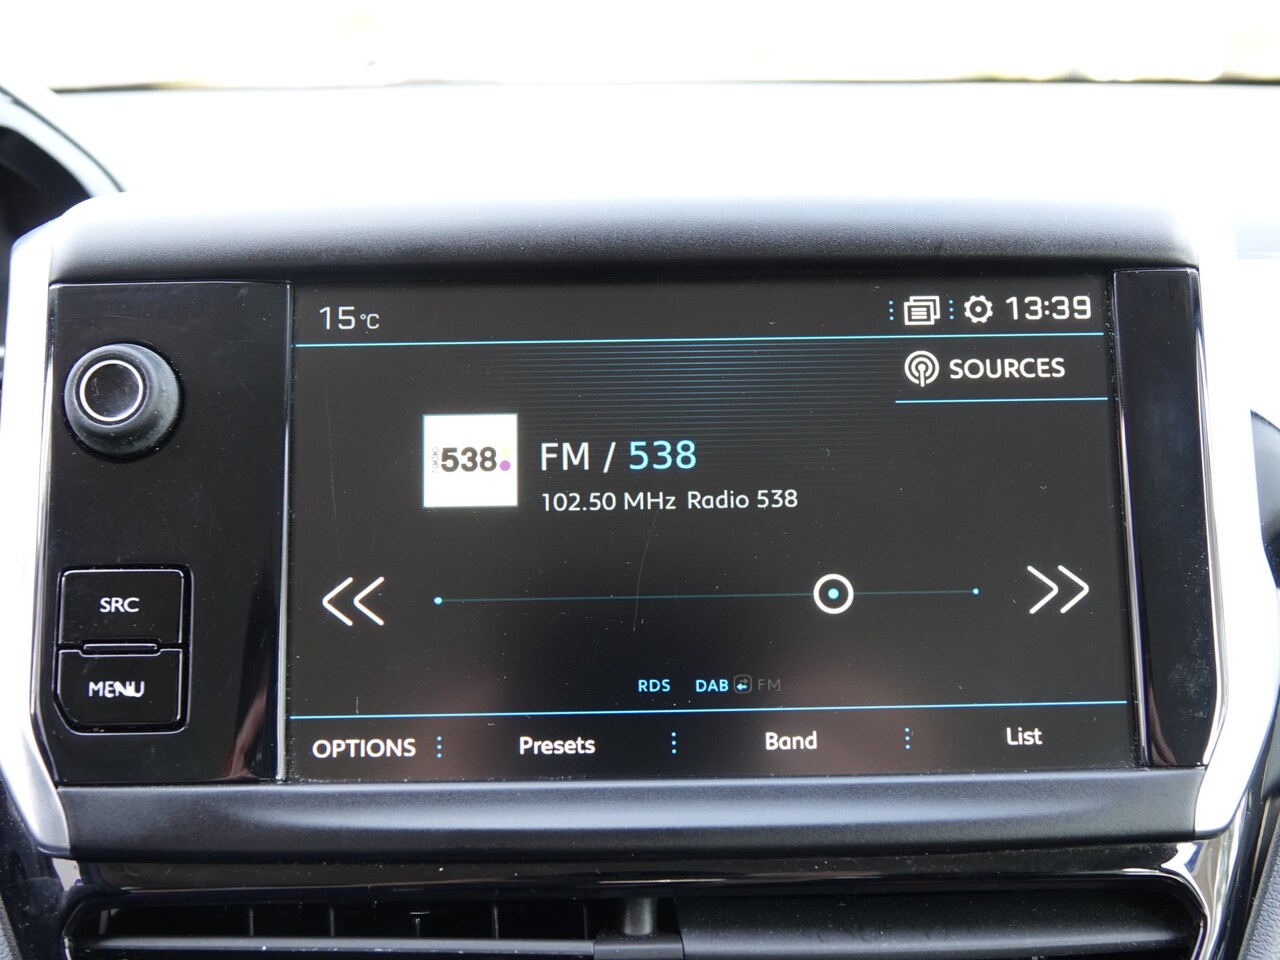 15°C
13:39
SOURCES
radio 538
FM / 538
102.50 MHz Radio 538
SRC
MENU
RDS DAB FM
OPTIONS Presets Band List